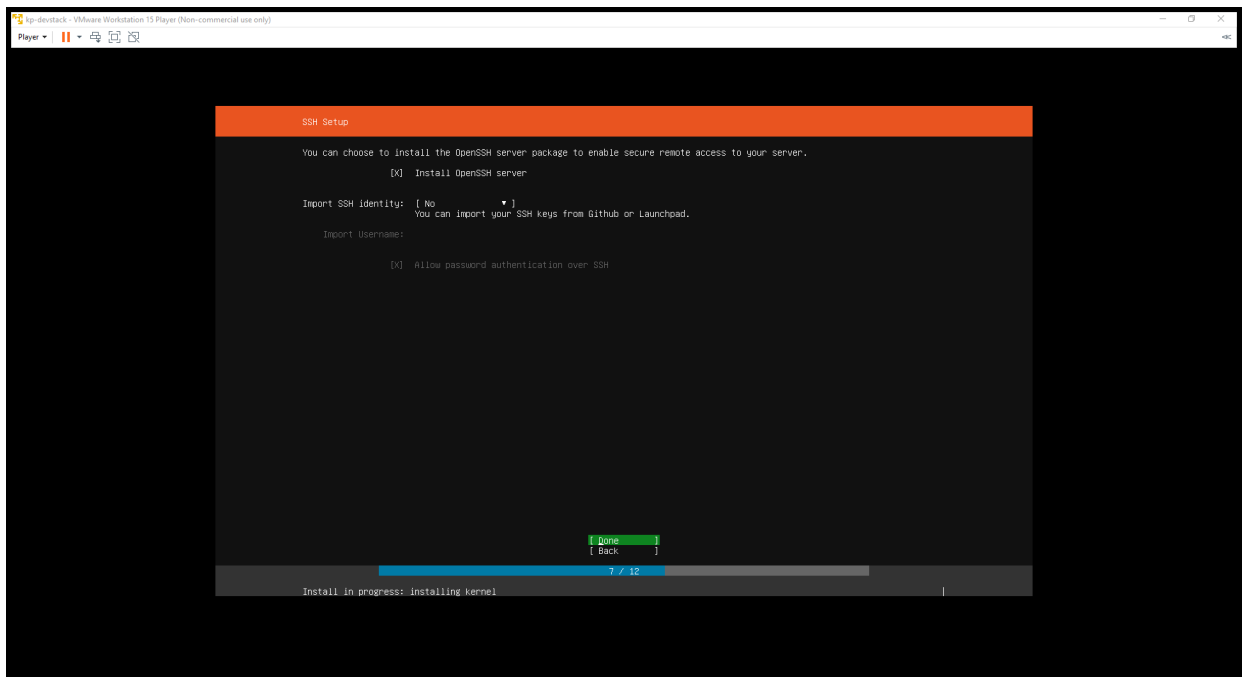 kp-devstack - VMware Workstation 15 Player (Non-commercial use only)
Player
SSH Setup
You can choose to install the OpenSSH server package to enable secure remote access to your server.
[X] Install OpenSSH server
Import SSH identity: [ No ▾ ]
You can import your SSH keys from Github or Launchpad.
Import Username:
[X] Allow password authentication over SSH
[ Done ]
[ Back ]
7 / 12
Install in progress: installing kernel